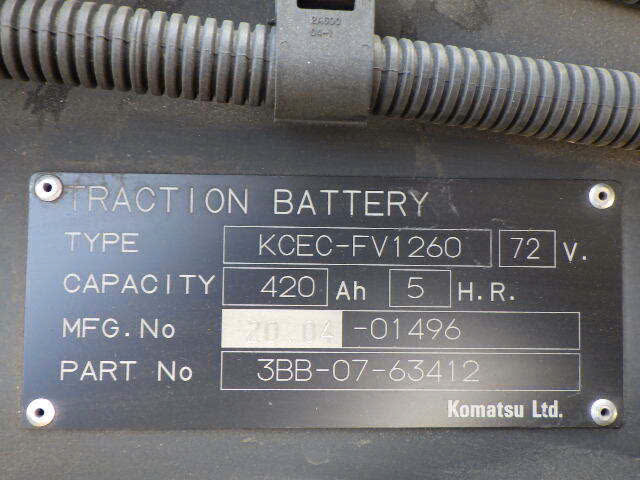 TRACTION BATTERY
TYPE KCEC-FV1260 72 V.
CAPACITY 420 Ah 5 H.R.
MFG.No 20.04 -01496
PART No 3BB-07-63412
Komatsu Ltd.